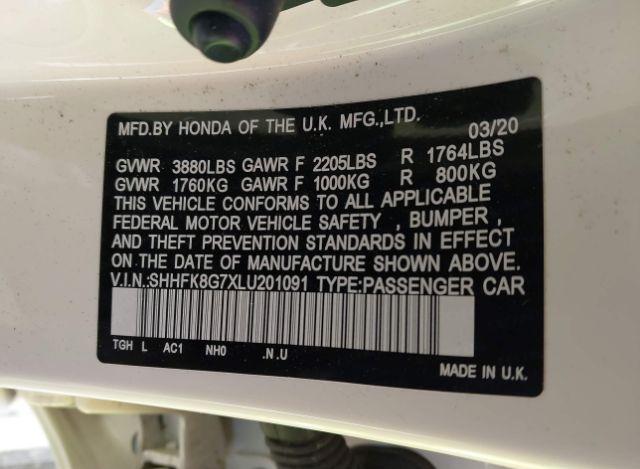 MFD.BY HONDA OF THE U.K. MFG.,LTD. 03/20
GVWR 3880LBS GAWR F 2205LBS R 1764LBS
GVWR 1760KG GAWR F 1000KG R 800KG
THIS VEHICLE CONFORMS TO ALL APPLICABLE
FEDERAL MOTOR VEHICLE SAFETY , BUMPER ,
AND THEFT PREVENTION STANDARDS IN EFFECT
ON THE DATE OF MANUFACTURE SHOWN ABOVE.
V.I.N.:SHHFK8G7XLU201091 TYPE:PASSENGER CAR
TGH L AC1 NH0 .N.U
MADE IN U.K.